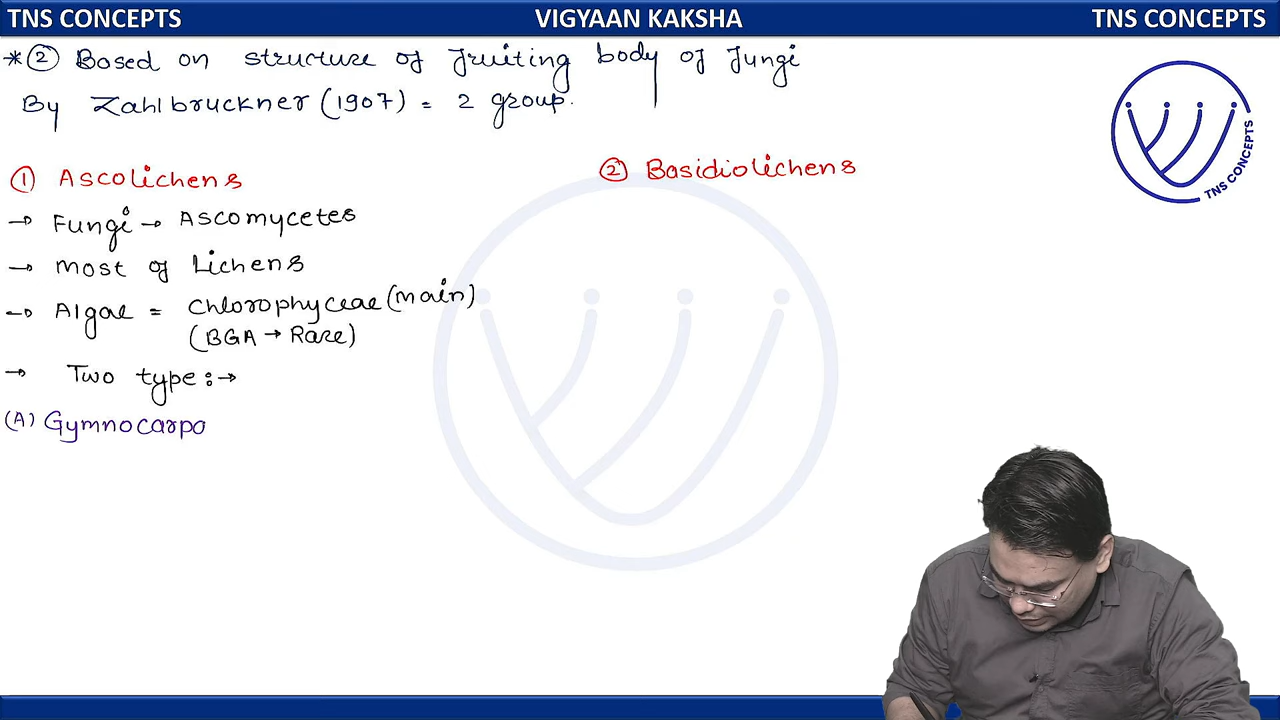 TNS CONCEPTS VIGYAAN KAKSHA TNS CONCEPTS
*② Based on structure of fruiting body of fungi
By Zahlbruckner (1907) = 2 group.
① Ascolichens
→ Fungi → Ascomycetes
→ most of Lichens
→ Algae = Chlorophyceae (main)
(BGA → Rare)
→ Two type :→
(A) Gymnocarpo
② Basidiolichens
TNS CONCEPTS